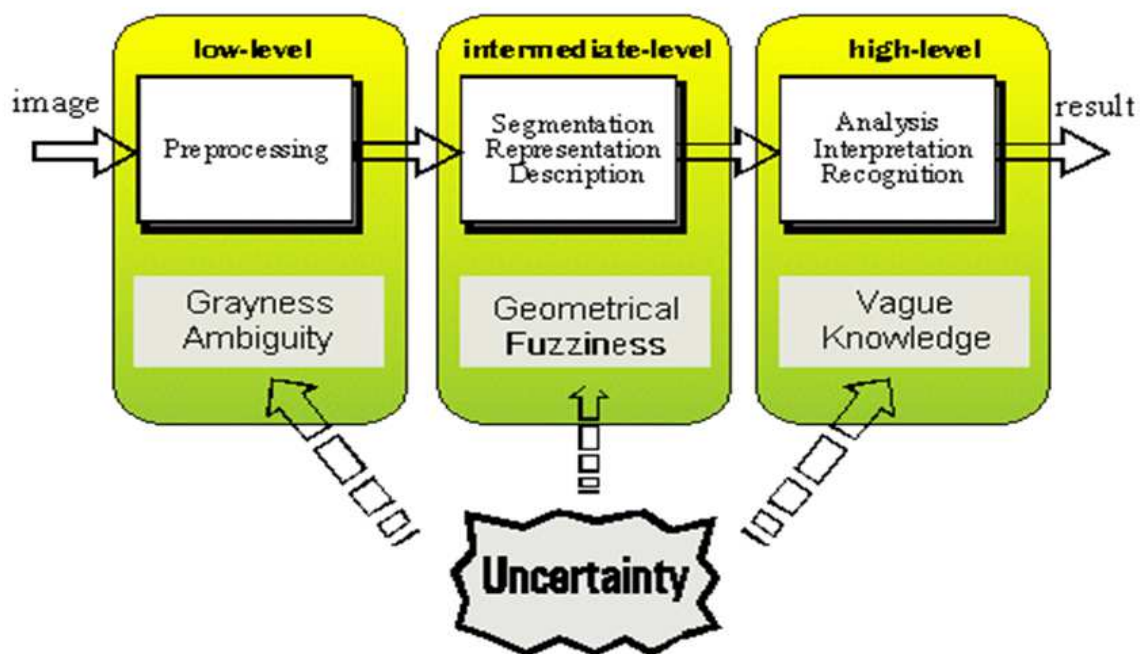 low-level
intermediate-level
high-level
image
Preprocessing
Segmentation
Representation
Description
Analysis
Interpretation
Recognition
result
Grayness
Ambiguity
Geometrical
Fuzziness
Vague
Knowledge
Uncertainty